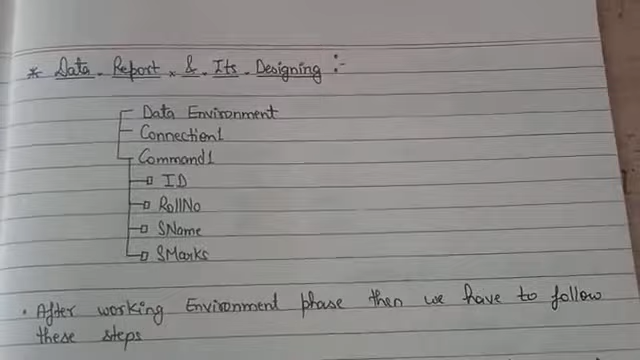 * Data Report & Its Designing :-
Data Environment
Connection1
Command1
ID
RollNo
SName
SMarks
• After working Environment phase then we have to follow
these steps